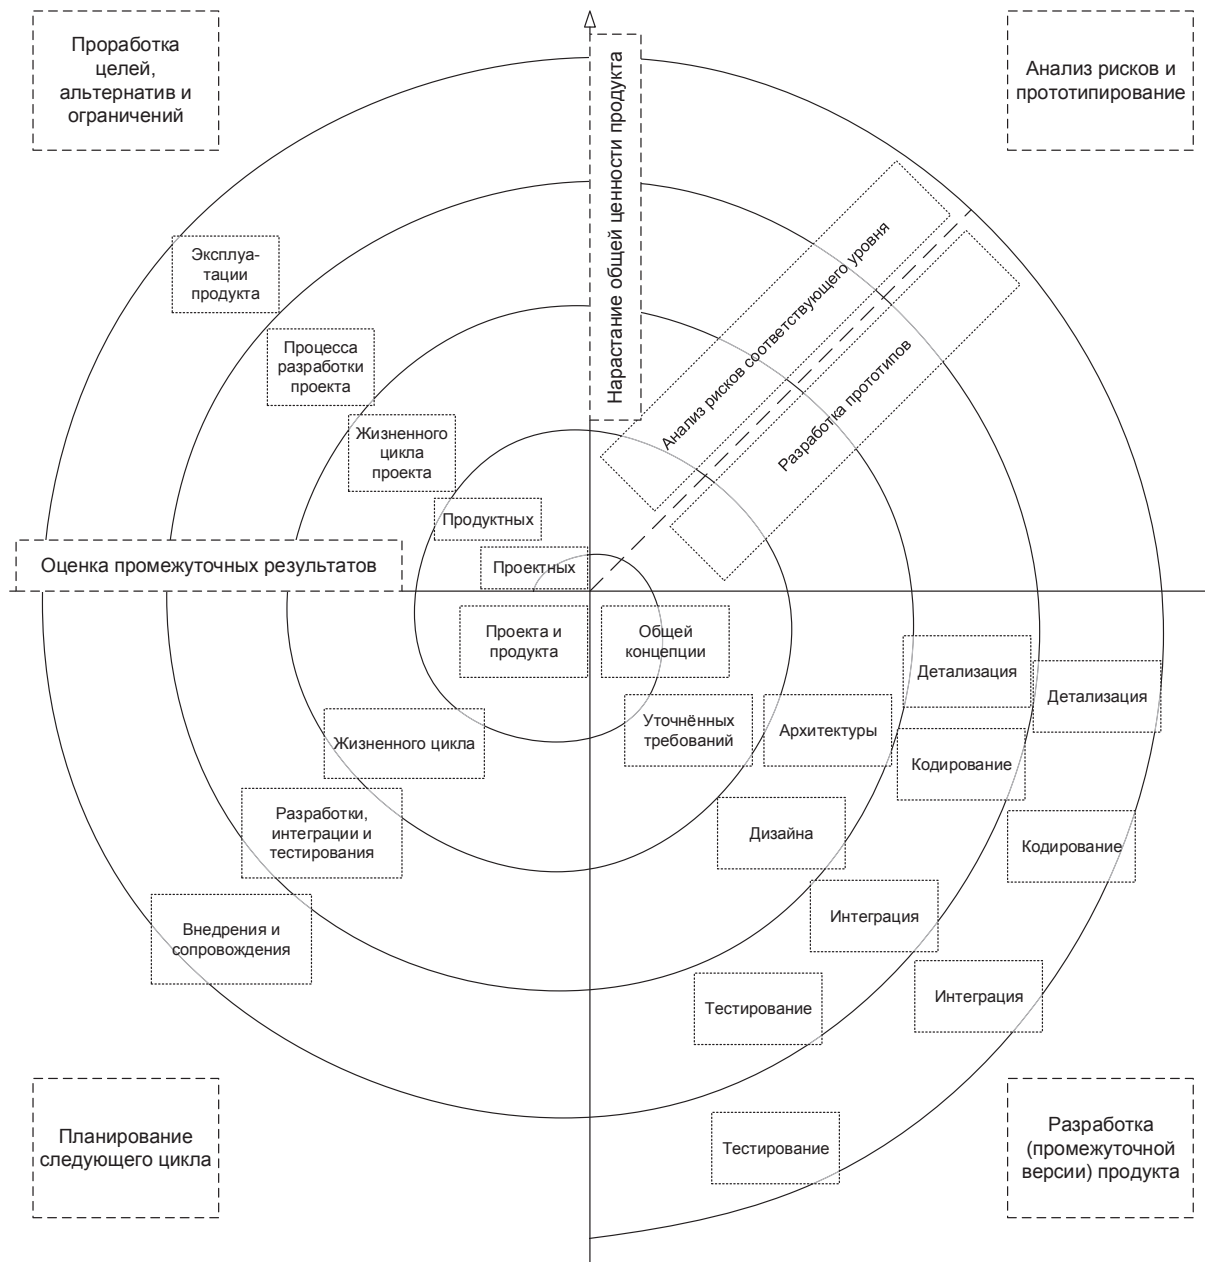 Проработка
целей,
альтернатив и
ограничений
Нарастание общей ценности продукта
Анализ рисков и
прототипирование
Анализ рисков соответствующего уровня
Разработка прототипов
Эксплуа-
тации
продукта
Процесса
разработки
проекта
Жизненного
цикла
проекта
Продуктных
Проектных
Оценка промежуточных результатов
Проекта и
продукта
Общей
концепции
Детализация
Детализация
Жизненного цикла
Уточнённых
требований
Архитектуры
Кодирование
Разработки,
интеграции и
тестирования
Дизайна
Кодирование
Внедрения и
сопровождения
Интеграция
Интеграция
Тестирование
Тестирование
Планирование
следующего цикла
Разработка
(промежуточной
версии) продукта